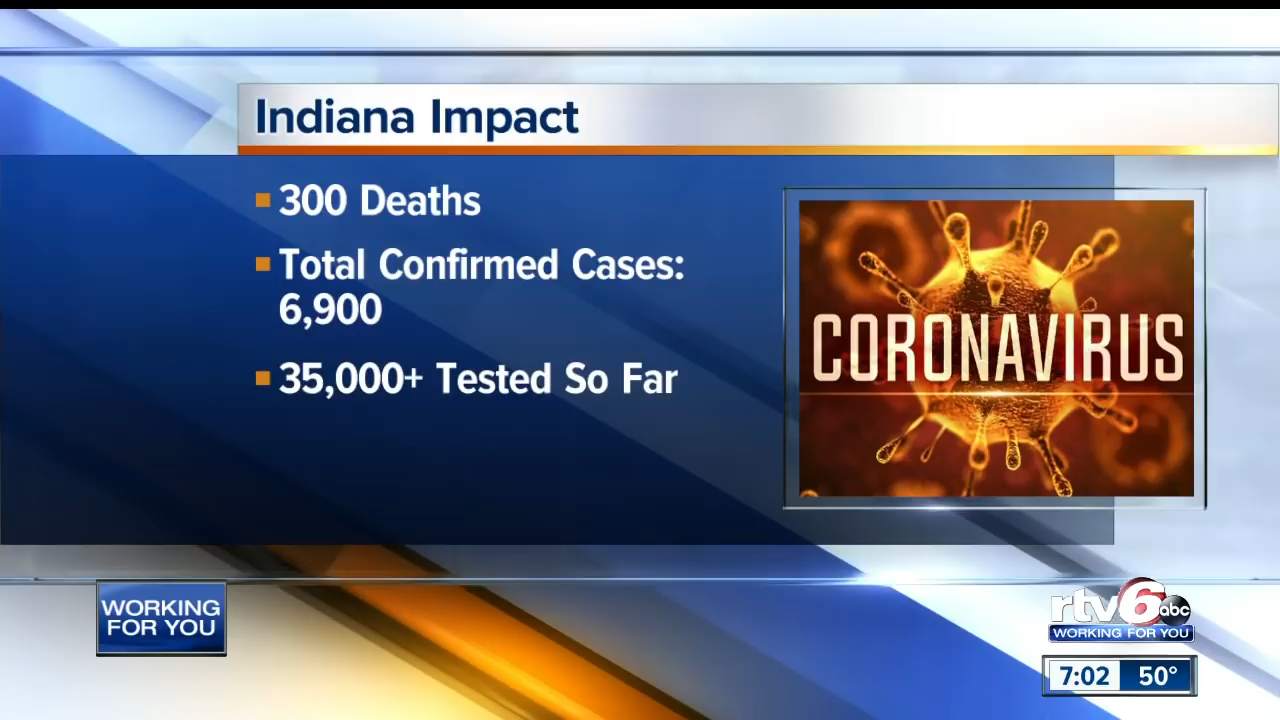 Indiana Impact
300 Deaths
Total Confirmed Cases:
6,900
35,000+ Tested So Far
CORONAVIRUS
WORKING
FOR YOU
rtv6 abc
WORKING FOR YOU
7:02 50°